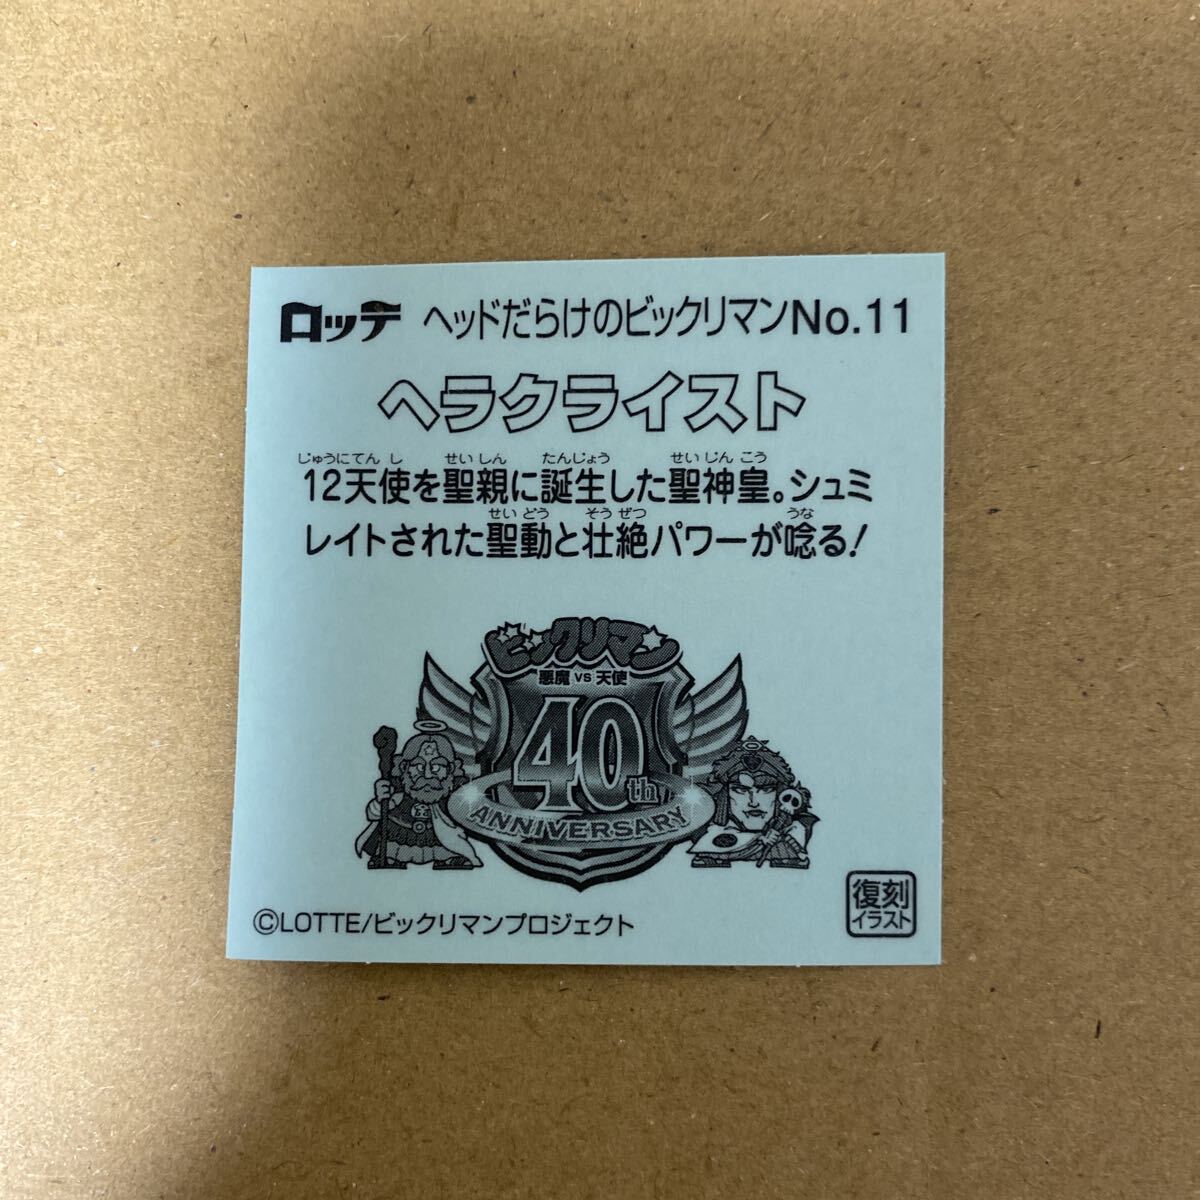 ロッテ ヘッドだらけのビックリマンNo.11
ヘラクライスト
じゅうにてんし せいしん たんじょう せいじんこう
12天使を聖親に誕生した聖神皇。シュミ
せいどう そうぜつ うな
レイトされた聖動と壮絶パワーが唸る!
ビックリマン
悪魔 VS 天使
40th
ANNIVERSARY
©LOTTE/ビックリマンプロジェクト
復刻
イラスト